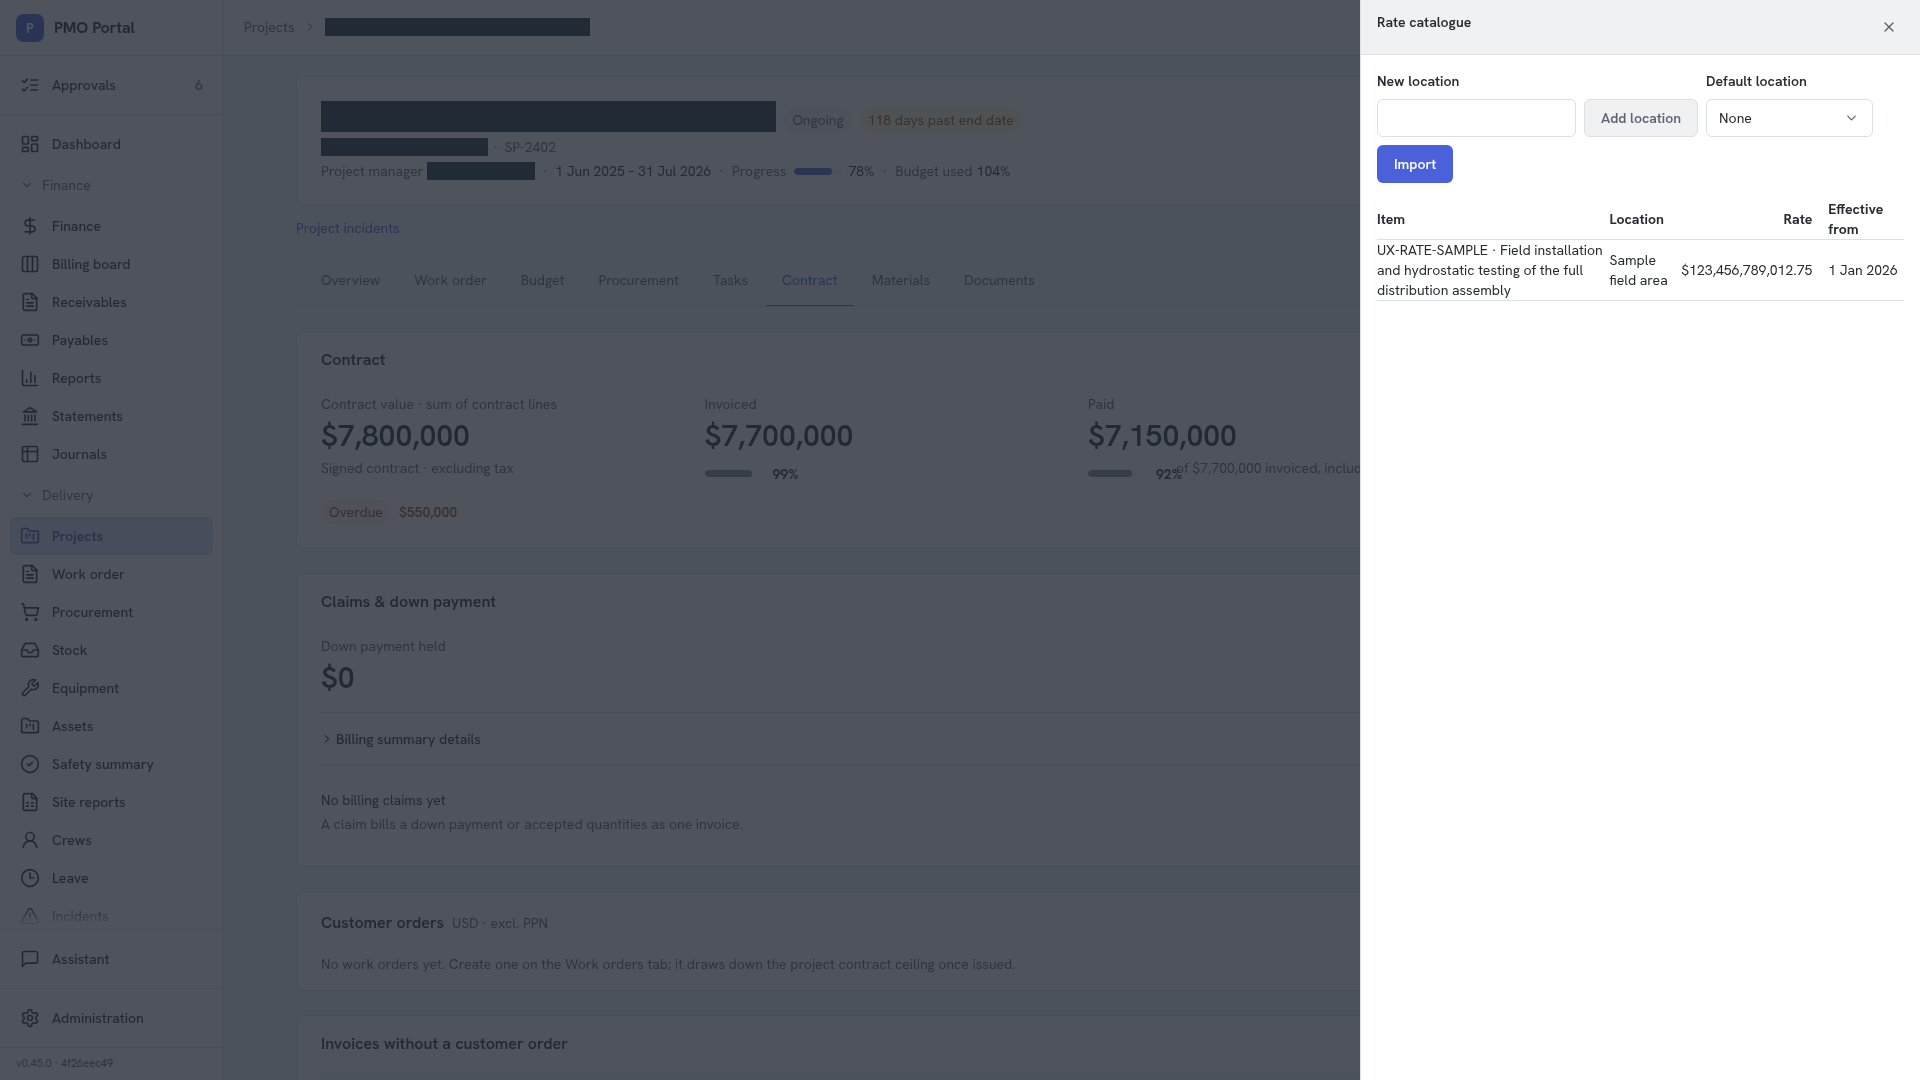 P PMO Portal
Approvals 6
Dashboard
Finance
Finance
Billing board
Receivables
Payables
Reports
Statements
Journals
Delivery
Projects
Work order
Procurement
Stock
Equipment
Assets
Safety summary
Site reports
Crews
Leave
Incidents
Assistant
Administration
v0.45.0 · 4f26eec49
Projects
Ongoing 118 days past end date
· SP-2402
Project manager · 1 Jun 2025 – 31 Jul 2026 · Progress 78% · Budget used 104%
Project incidents
Overview Work order Budget Procurement Tasks Contract Materials Documents
Contract
Contract value · sum of contract lines
$7,800,000
Signed contract · excluding tax
Invoiced
$7,700,000
99%
Paid
$7,150,000
92% of $7,700,000 invoiced, includ
Overdue $550,000
Claims & down payment
Down payment held
$0
Billing summary details
No billing claims yet
A claim bills a down payment or accepted quantities as one invoice.
Customer orders USD · excl. PPN
No work orders yet. Create one on the Work orders tab; it draws down the project contract ceiling once issued.
Invoices without a customer order
Rate catalogue
New location
Add location
Default location
None
Import
Item Location Rate Effective
from
UX-RATE-SAMPLE · Field installation
and hydrostatic testing of the full
distribution assembly
Sample
field area
$123,456,789,012.75
1 Jan 2026